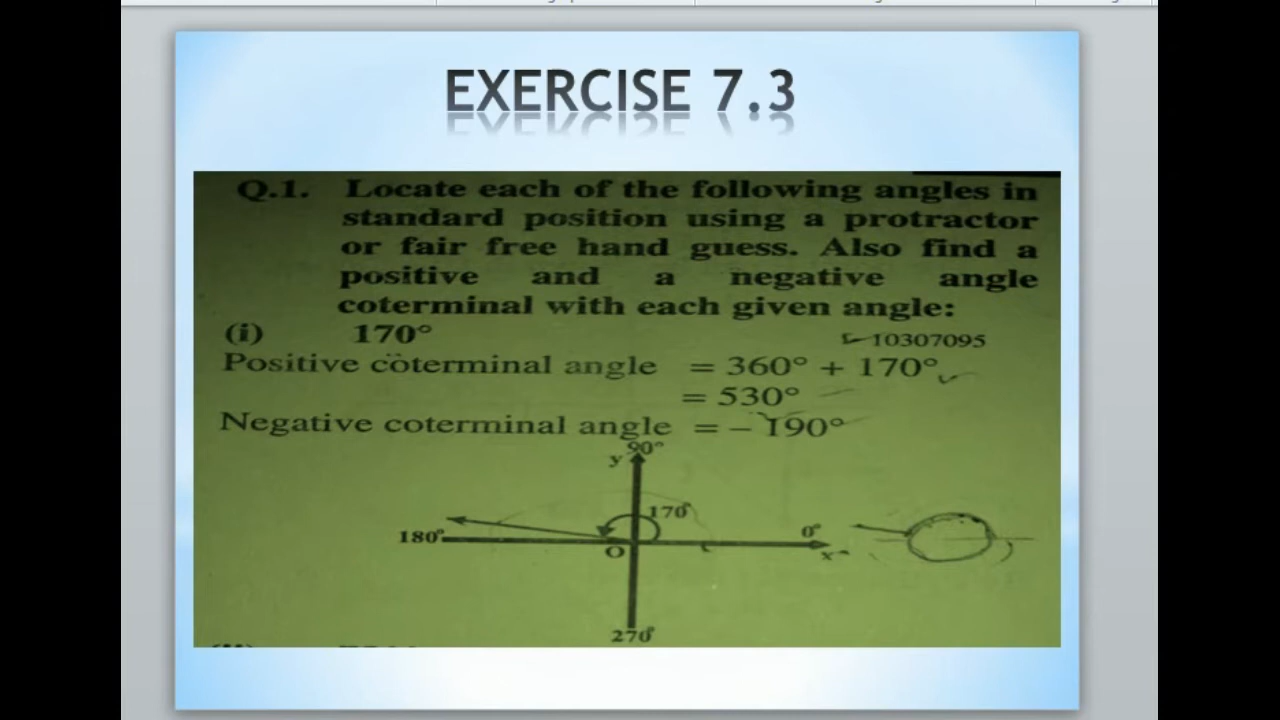 EXERCISE 7.3
Q.1. Locate each of the following angles in
standard position using a protractor
or fair free hand guess. Also find a
positive and a negative angle
coterminal with each given angle:
(i) 170° 10307095
Positive coterminal angle = 360° + 170°
= 530°
Negative coterminal angle = – 190°
90°
y
170°
180° 0°
O x
270°